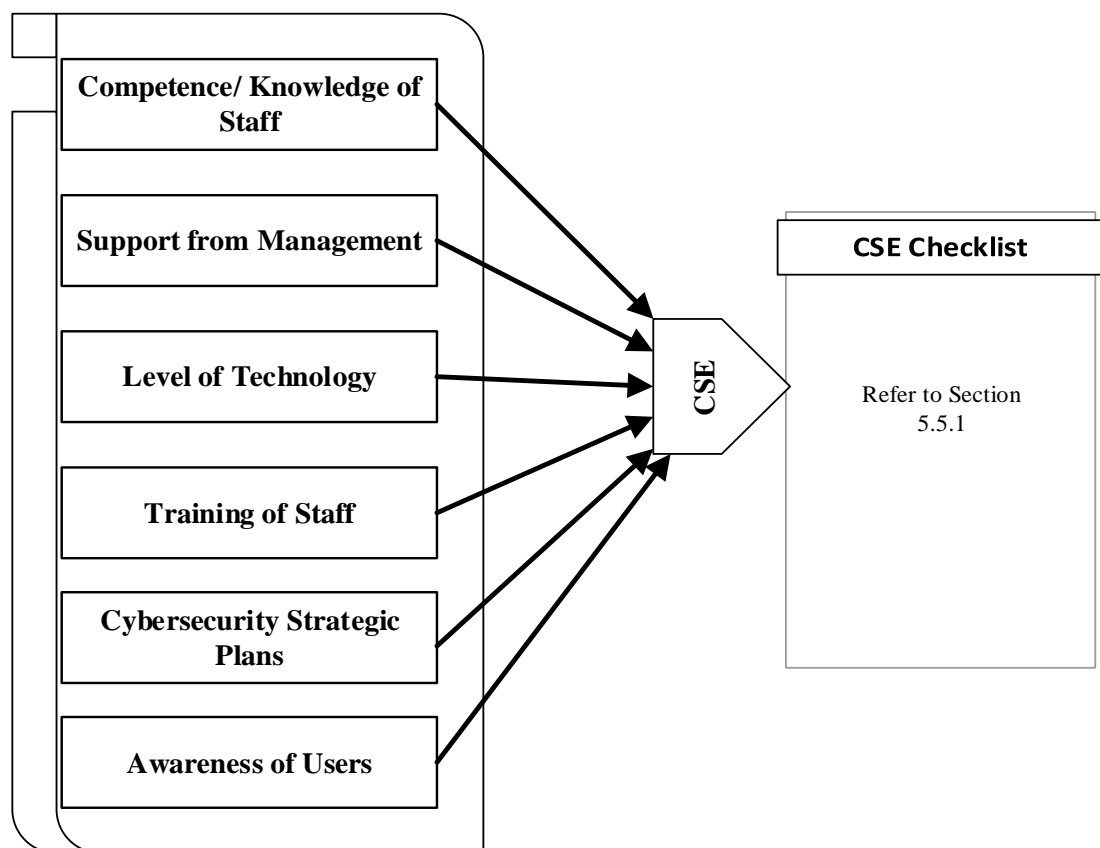 Competence/ Knowledge of
Staff
Support from Management
Level of Technology
Training of Staff
Cybersecurity Strategic
Plans
Awareness of Users
CSE
CSE Checklist
Refer to Section
5.5.1